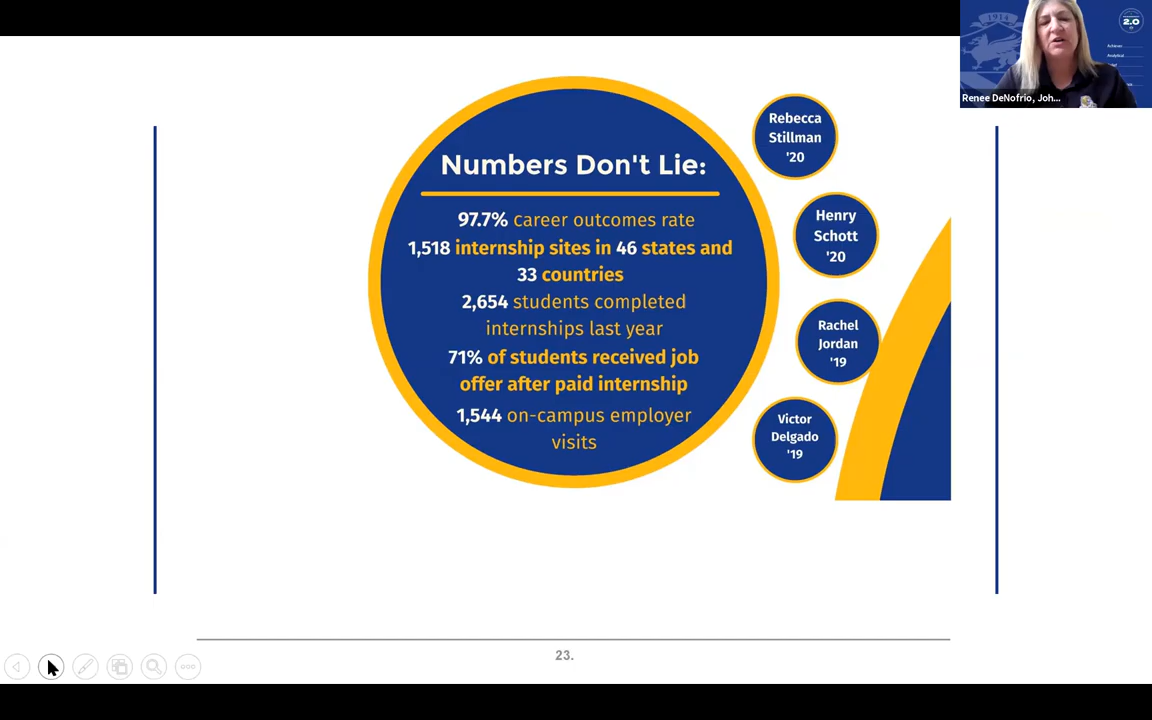 1914
2.0
Achieves
Analytical
Renee DeNofrio, Joh...
Numbers Don't Lie:
97.7% career outcomes rate
1,518 internship sites in 46 states and
33 countries
2,654 students completed
internships last year
71% of students received job
offer after paid internship
1,544 on-campus employer
visits
Rebecca
Stillman
'20
Henry
Schott
'20
Rachel
Jordan
'19
Victor
Delgado
'19
23.